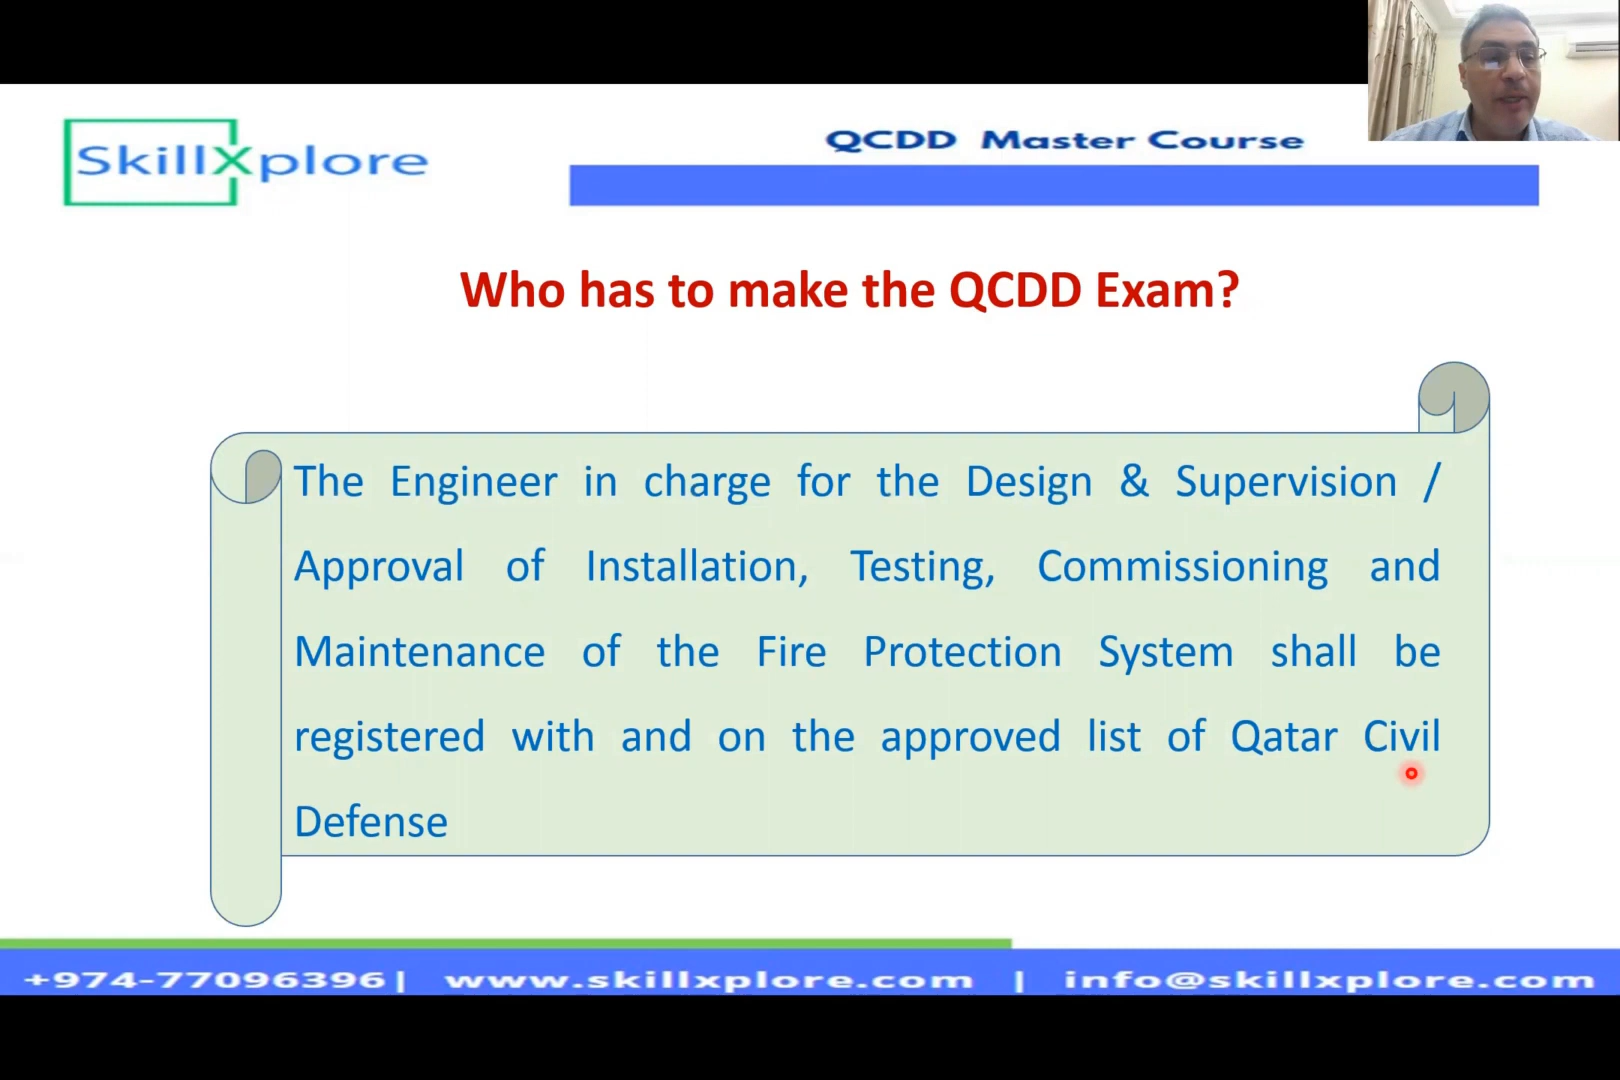 SkillXplore
QCDD Master Course
Who has to make the QCDD Exam?
The Engineer in charge for the Design & Supervision /
Approval of Installation, Testing, Commissioning and
Maintenance of the Fire Protection System shall be
registered with and on the approved list of Qatar Civil
Defense
+974-77096396| www.skillxplore.com | info@skillxplore.com